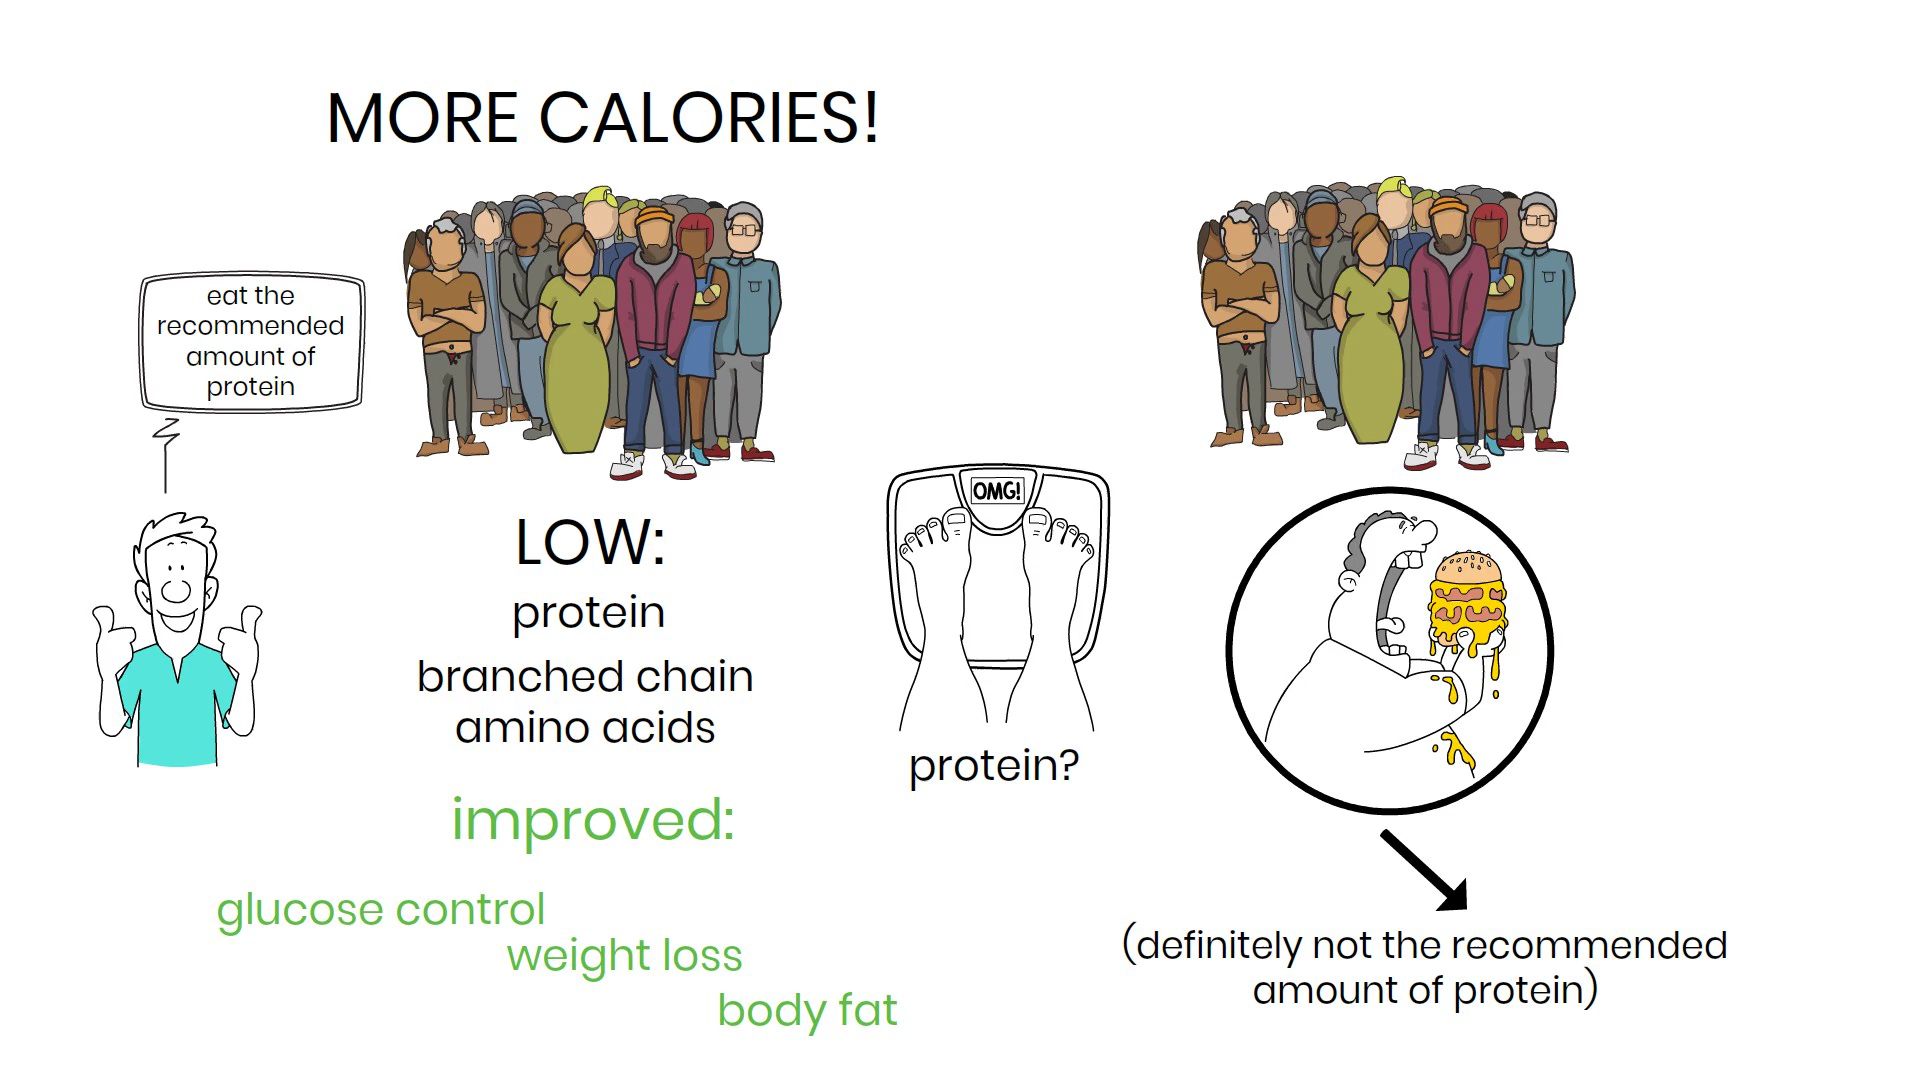 MORE CALORIES!
eat the
recommended
amount of
protein
LOW:
protein
branched chain
amino acids
improved:
glucose control
weight loss
body fat
OMG!
protein?
(definitely not the recommended
amount of protein)